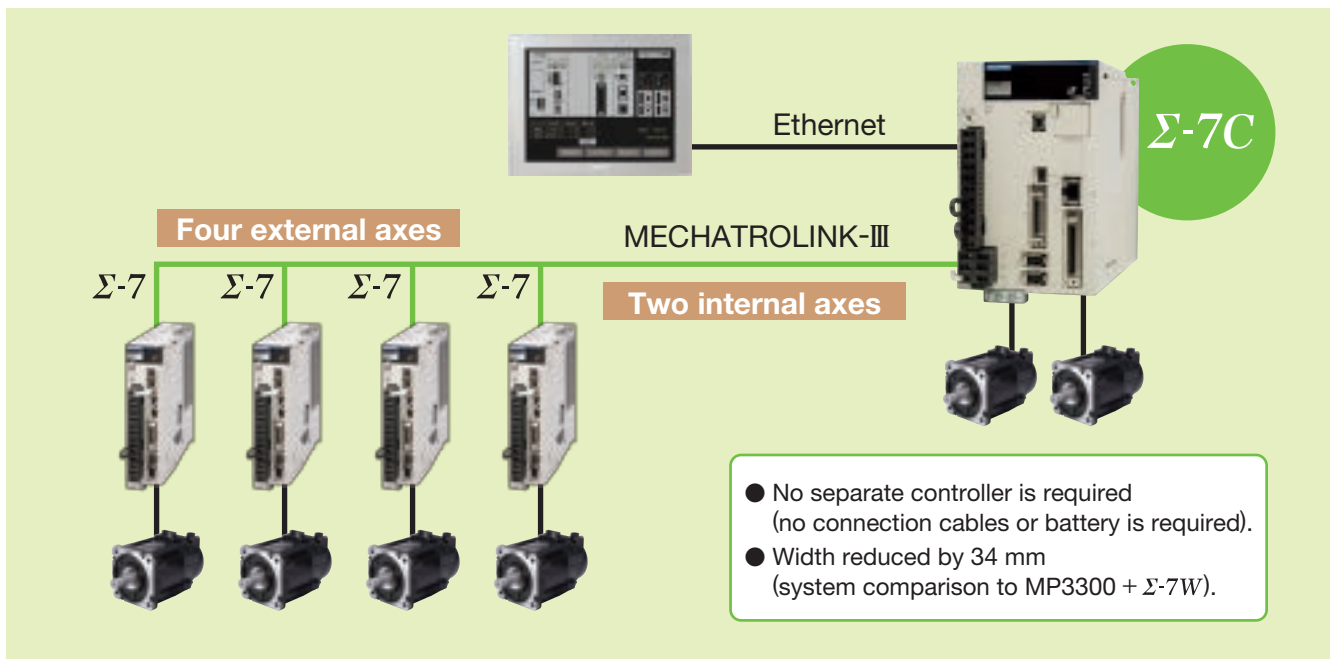 Ethernet
Σ-7C
Four external axes
MECHATROLINK-Ⅲ
Σ-7 Σ-7 Σ-7 Σ-7
Two internal axes
● No separate controller is required
(no connection cables or battery is required).
● Width reduced by 34 mm
(system comparison to MP3300 + Σ-7W).